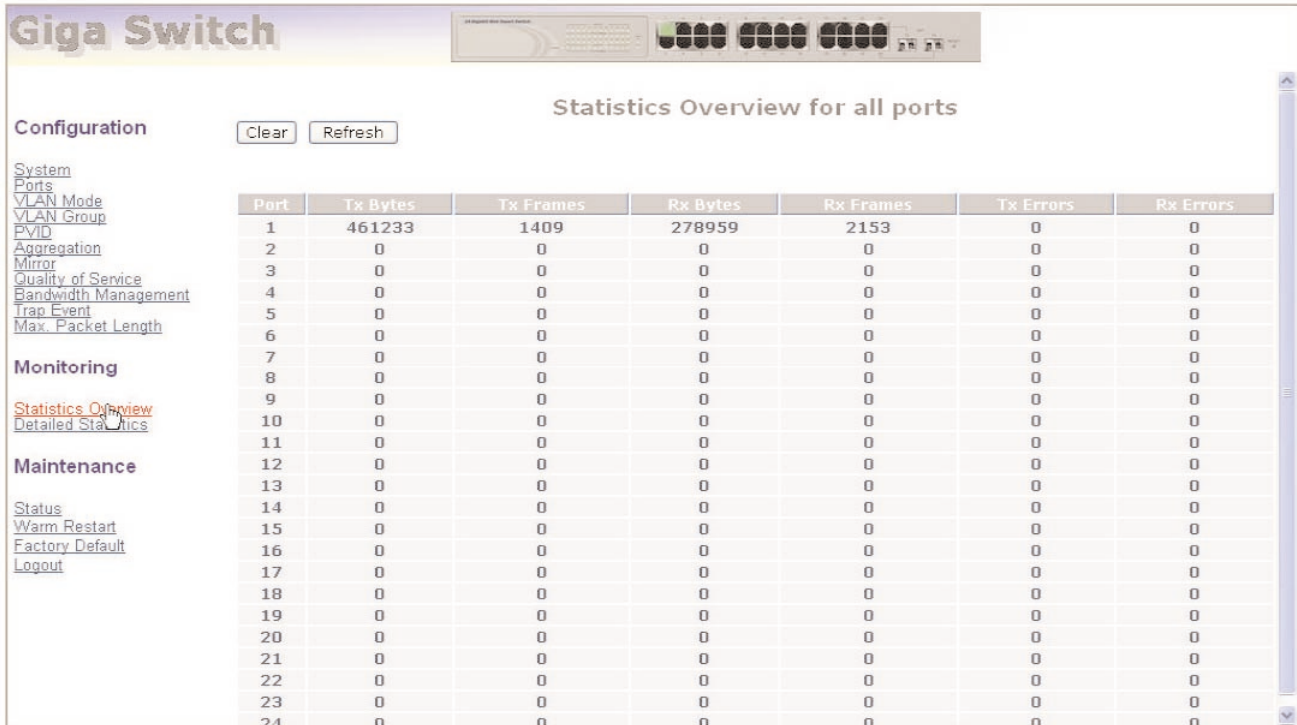 Giga Switch
Statistics Overview for all ports
Configuration
Clear Refresh
System
Ports
VLAN Mode
VLAN Group
PVID
Aggregation
Mirror
Quality of Service
Bandwidth Management
Trap Event
Max. Packet Length
Monitoring
Statistics Overview
Detailed Statistics
Maintenance
Status
Warm Restart
Factory Default
Logout
Port Tx Bytes Tx Frames Rx Bytes Rx Frames Tx Errors Rx Errors
1 461233 1409 278959 2153 0 0
2 0 0 0 0 0 0
3 0 0 0 0 0 0
4 0 0 0 0 0 0
5 0 0 0 0 0 0
6 0 0 0 0 0 0
7 0 0 0 0 0 0
8 0 0 0 0 0 0
9 0 0 0 0 0 0
10 0 0 0 0 0 0
11 0 0 0 0 0 0
12 0 0 0 0 0 0
13 0 0 0 0 0 0
14 0 0 0 0 0 0
15 0 0 0 0 0 0
16 0 0 0 0 0 0
17 0 0 0 0 0 0
18 0 0 0 0 0 0
19 0 0 0 0 0 0
20 0 0 0 0 0 0
21 0 0 0 0 0 0
22 0 0 0 0 0 0
23 0 0 0 0 0 0
24 0 0 0 0 0 0